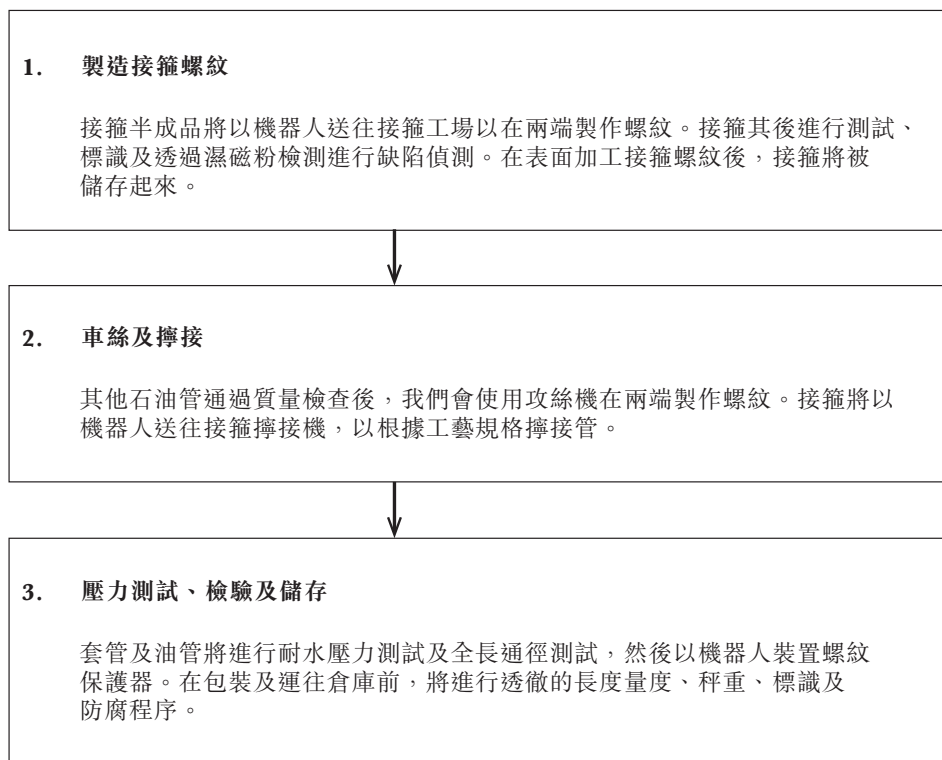 1. 製造接箍螺紋
接箍半成品將以機器人送往接箍工場以在兩端製作螺紋。接箍其後進行測試、
標識及透過濕磁粉檢測進行缺陷偵測。在表面加工接箍螺紋後，接箍將被
儲存起來。
2. 車絲及擰接
其他石油管通過質量檢查後，我們會使用攻絲機在兩端製作螺紋。接箍將以
機器人送往接箍擰接機，以根據工藝規格擰接管。
3. 壓力測試、檢驗及儲存
套管及油管將進行耐水壓力測試及全長通徑測試，然後以機器人裝置螺紋
保護器。在包裝及運往倉庫前，將進行透徹的長度量度、秤重、標識及
防腐程序。